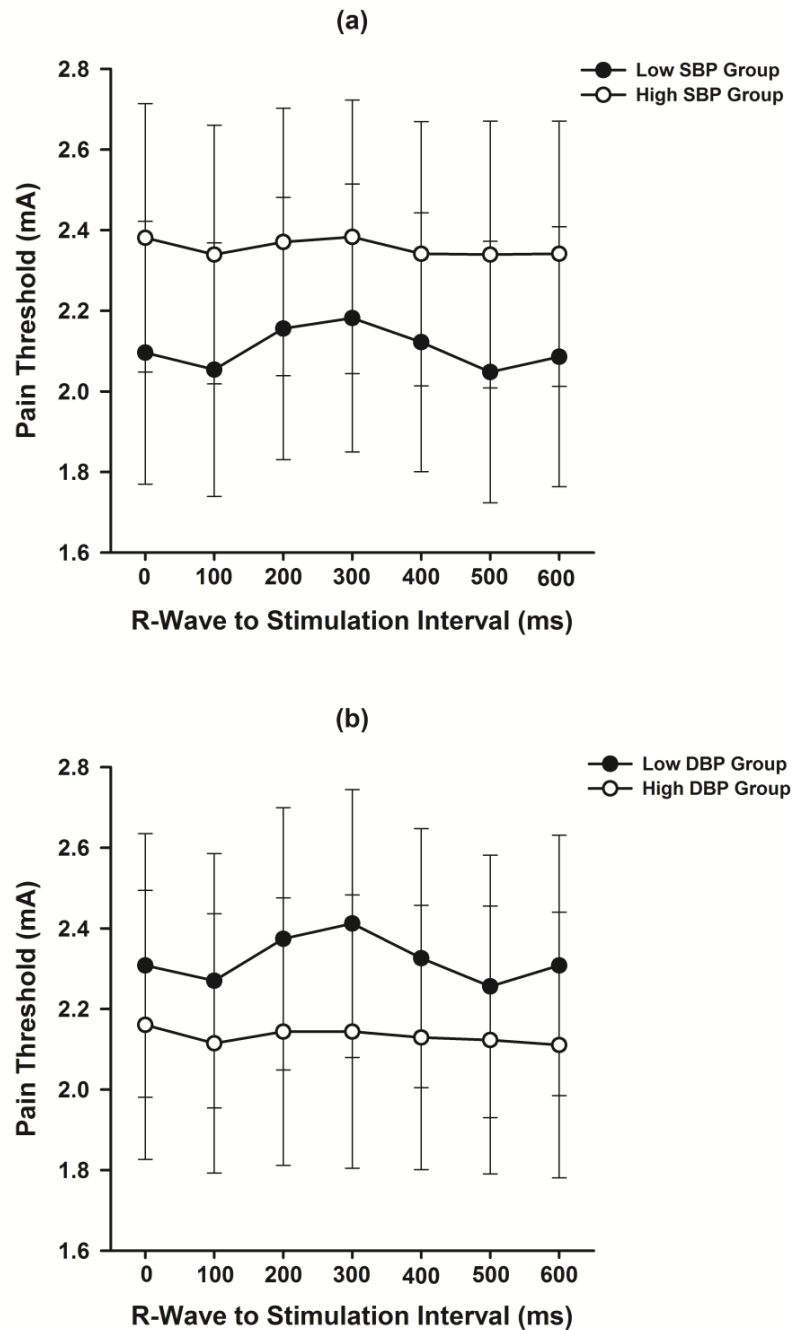 (a)
Low SBP Group
High SBP Group
2.8
2.6
2.4
2.2
2.0
1.8
1.6
Pain Threshold (mA)
0 100 200 300 400 500 600
R-Wave to Stimulation Interval (ms)
(b)
Low DBP Group
High DBP Group
2.8
2.6
2.4
2.2
2.0
1.8
1.6
Pain Threshold (mA)
0 100 200 300 400 500 600
R-Wave to Stimulation Interval (ms)